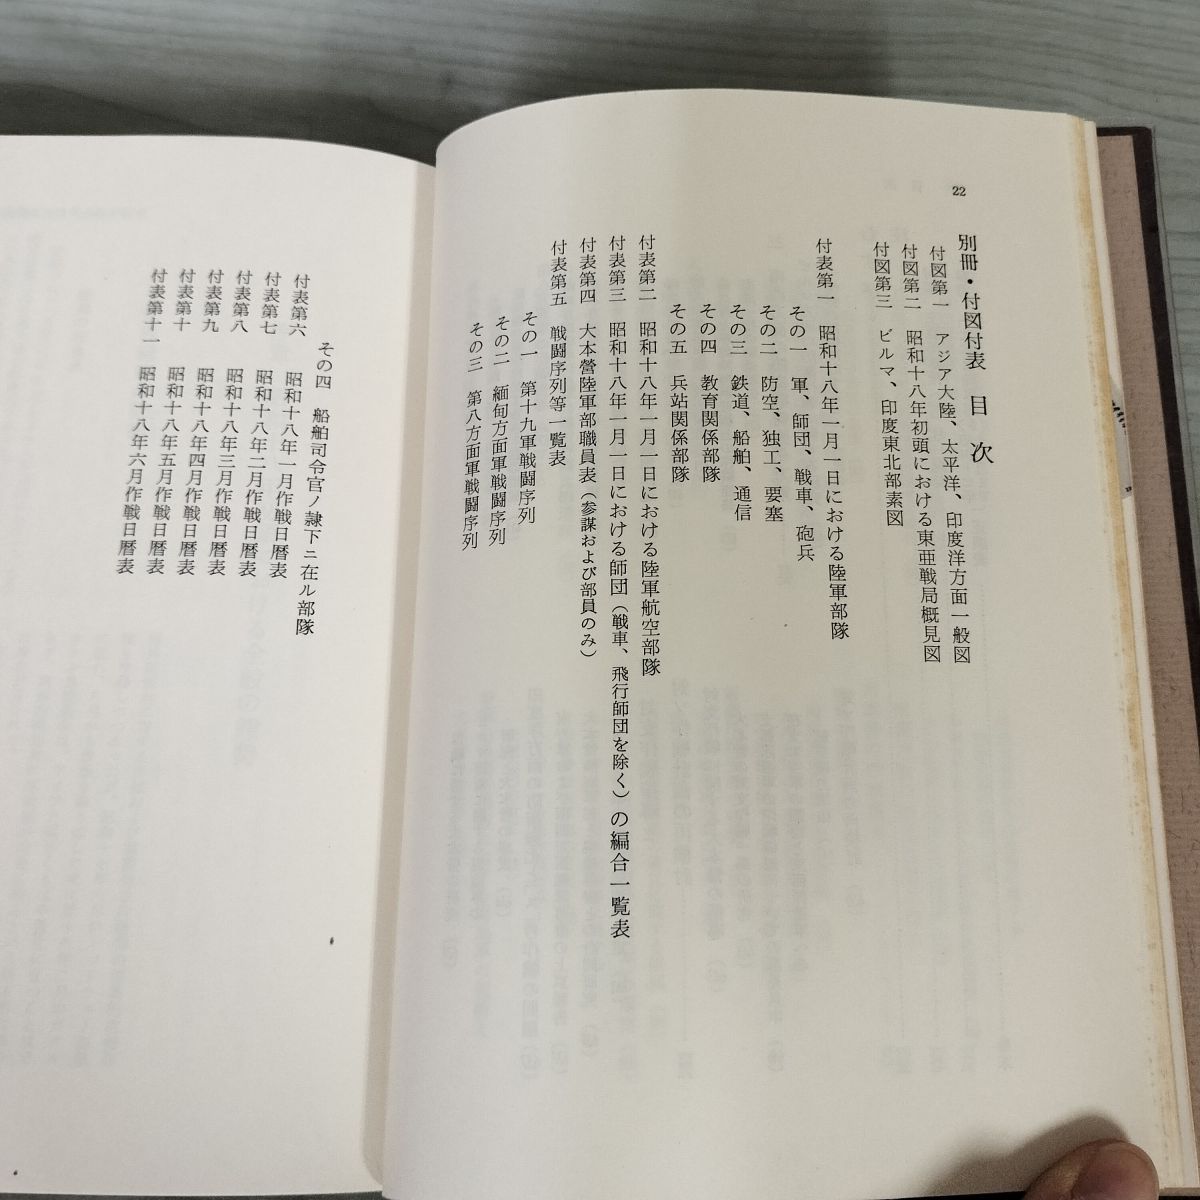 22
別冊・付図付表　目次
付図第一　アジア大陸、太平洋、印度洋方面一般図
付図第二　昭和十八年初頭における東亜戦局概見図
付図第三　ビルマ、印度東北部素図
付表第一　昭和十八年一月一日における陸軍部隊
その一　軍、師団、戦車、砲兵
その二　防空、独工、要塞
その三　鉄道、船舶、通信
その四　教育関係部隊
その五　兵站関係部隊
付表第二　昭和十八年一月一日における陸軍航空部隊
付表第三　昭和十八年一月一日における師団（戦車、飛行師団を除く）の編合一覧表
付表第四　大本營陸軍部職員表（参謀および部員のみ）
付表第五　戦闘序列等一覧表
その一　第十九軍戦闘序列
その二　緬甸方面軍戦闘序列
その三　第八方面軍戦闘序列
その四　船舶司令官ノ隷下ニ在ル部隊
付表第六　昭和十八年一月作戦日暦表
付表第七　昭和十八年二月作戦日暦表
付表第八　昭和十八年三月作戦日暦表
付表第九　昭和十八年四月作戦日暦表
付表第十　昭和十八年五月作戦日暦表
付表第十一　昭和十八年六月作戦日暦表